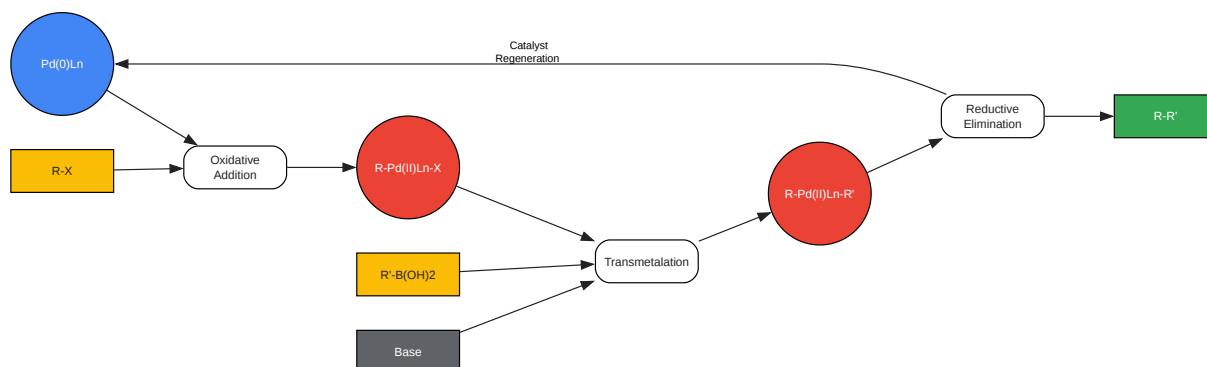 Catalyst
Regeneration
Pd(0)Ln
Reductive
Elimination
R-R'
Oxidative
Addition
R-X
R-Pd(II)Ln-X
R-Pd(II)Ln-R'
Transmetalation
R'-B(OH)2
Base